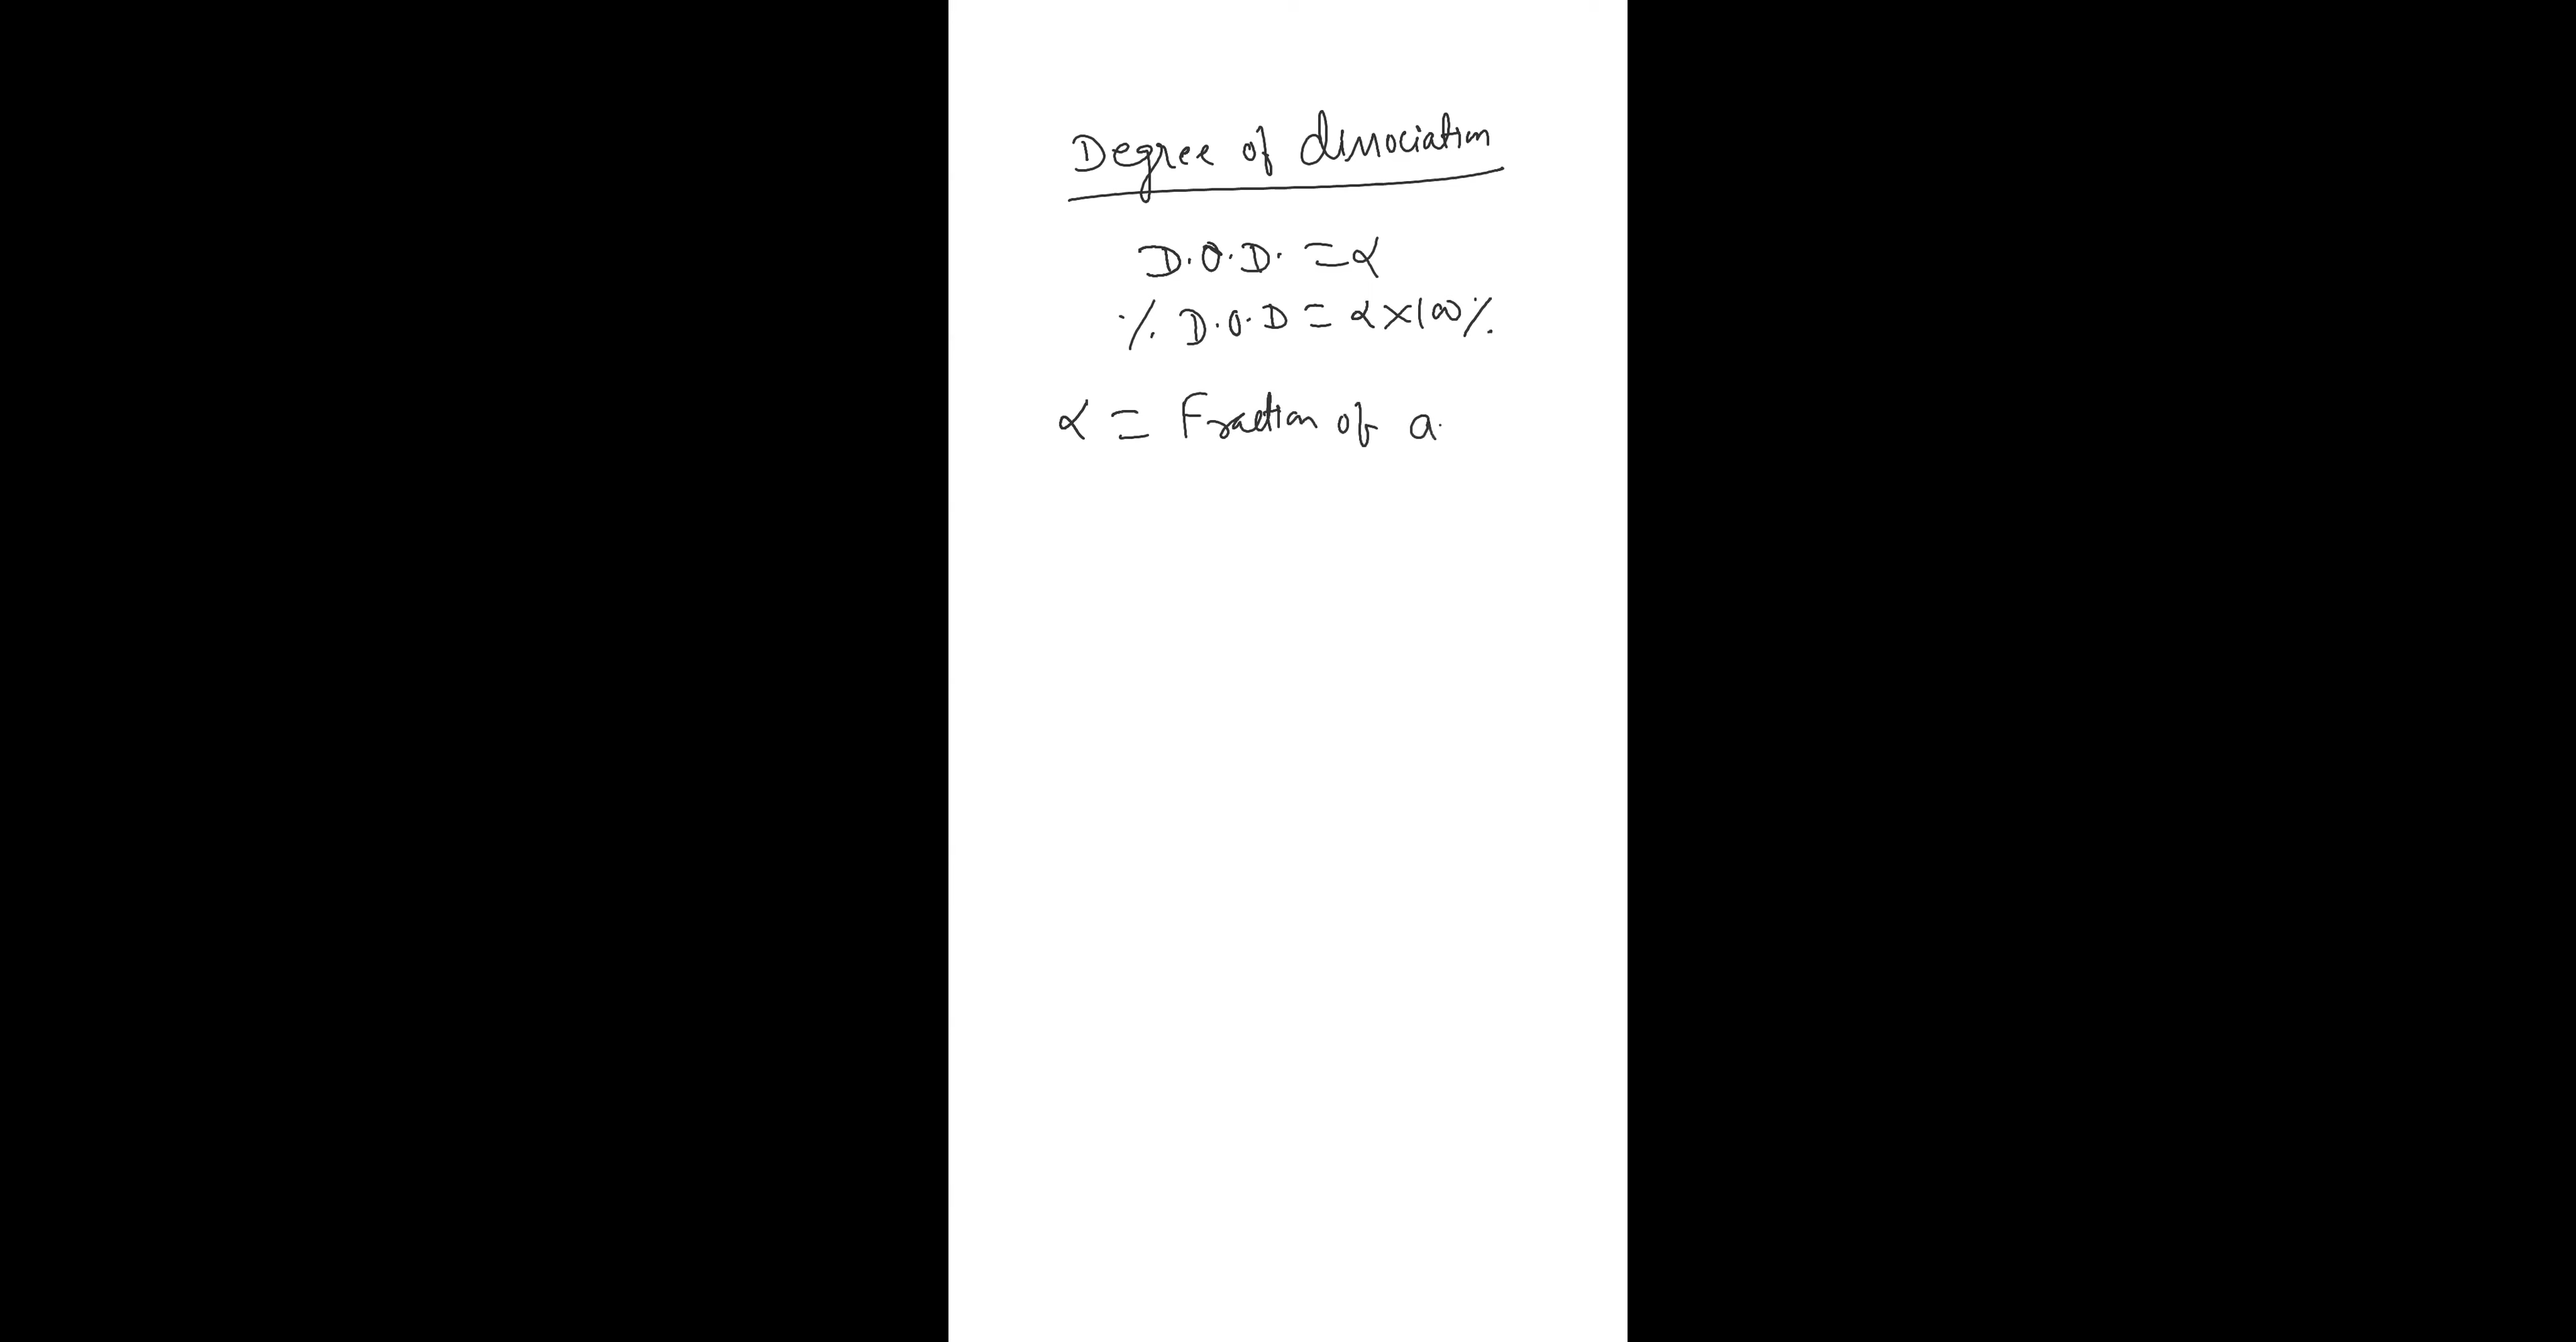 Degree of dissociation
D.O.D. = α
% D.O.D = α × 100%
α = Fraction of a.